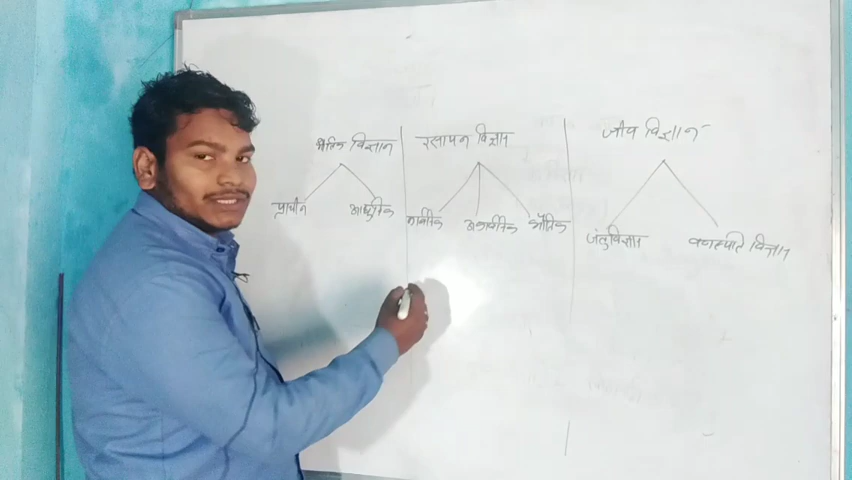 भौतिक विज्ञान
रसायन विज्ञान
जीव विज्ञान
प्राचीन
आधुनिक
कार्बनिक
अकार्बनिक
भौतिक
जंतुविज्ञान
वनस्पति विज्ञान